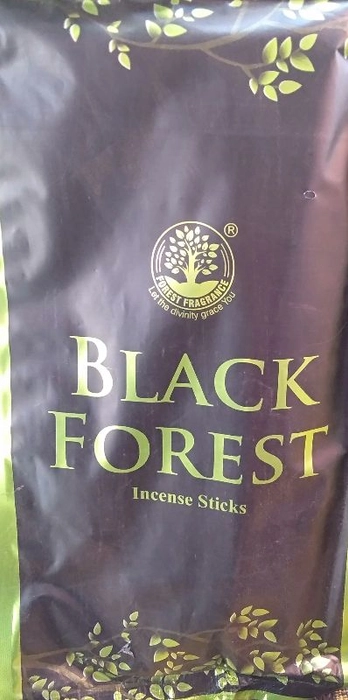 ®
FOREST FRAGRANCE
Let the divinity grace You
BLACK
FOREST
Incense Sticks